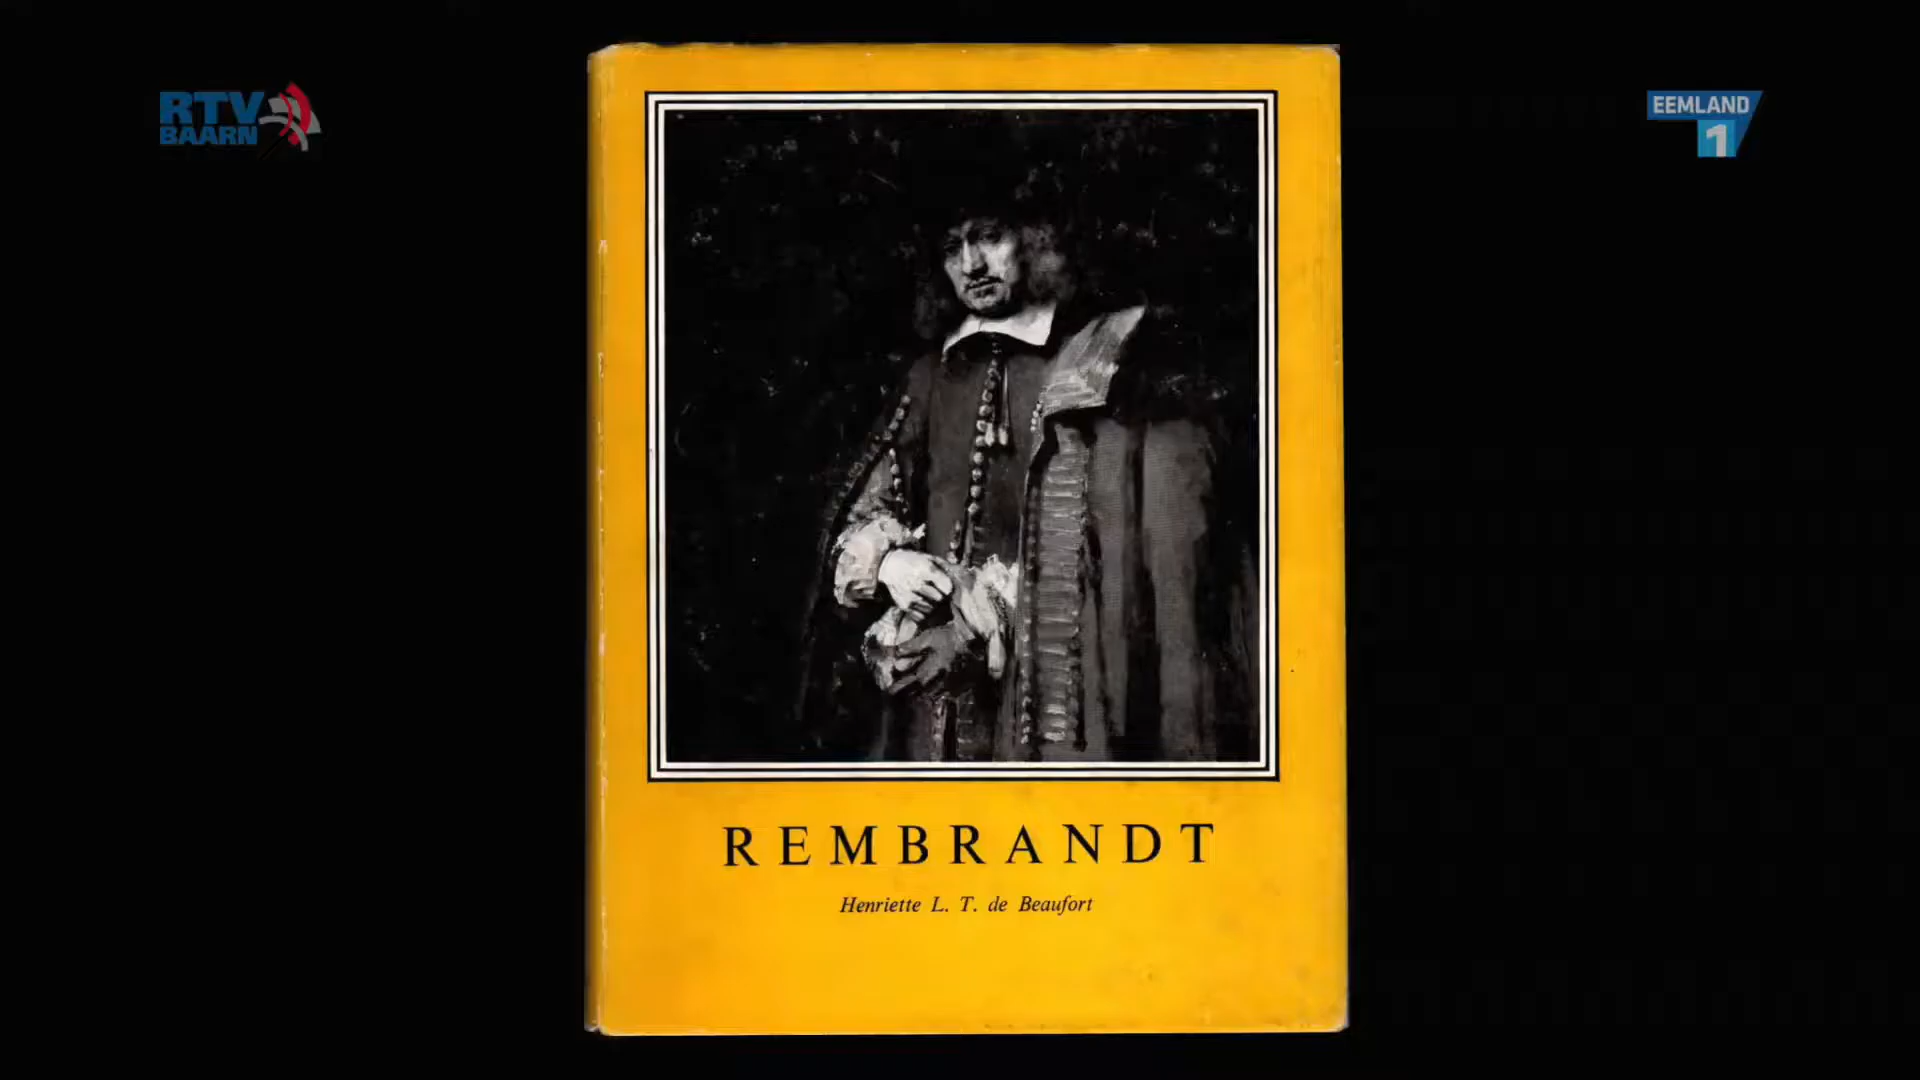 RTV
BAARN
EEMLAND
1
REMBRANDT
Henriette L. T. de Beaufort